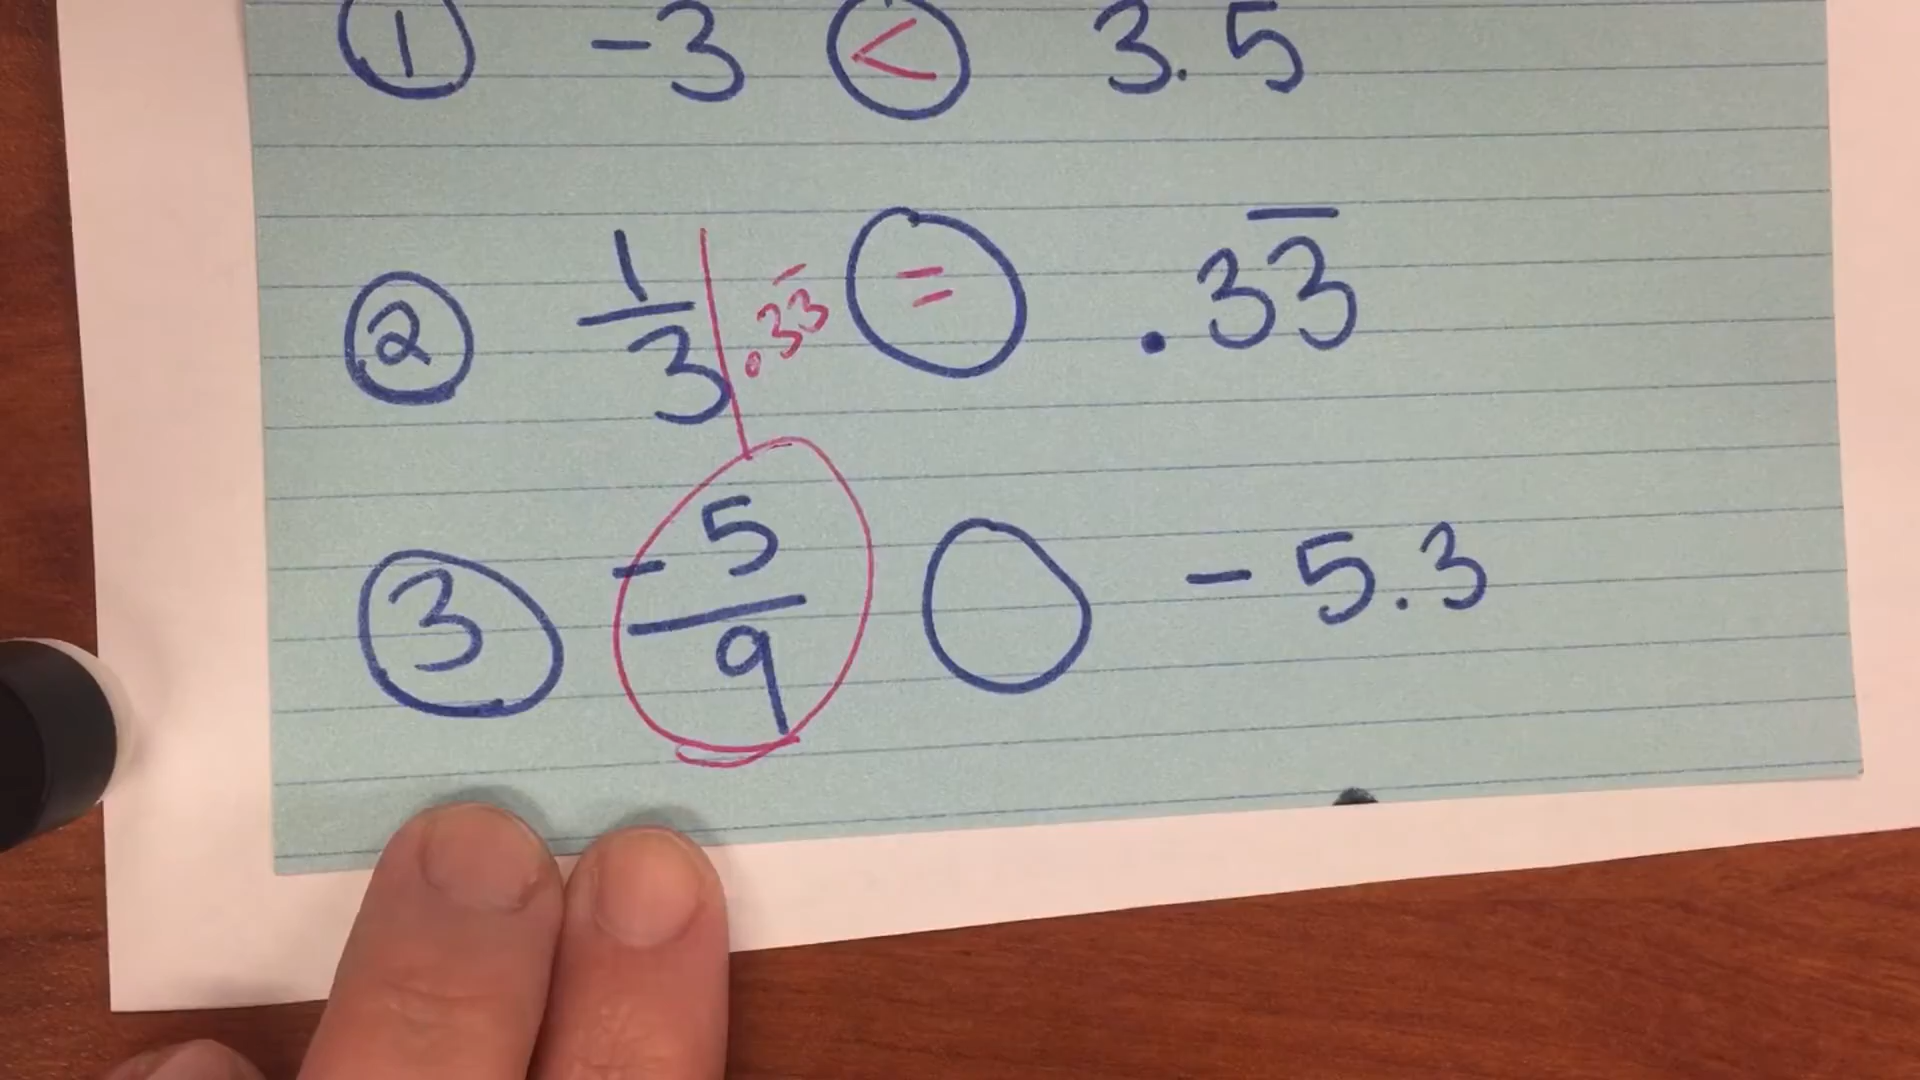 ① -3 < 3.5
② 1/3 .33̅ = .33̅
③ -5/9 ○ -5.3